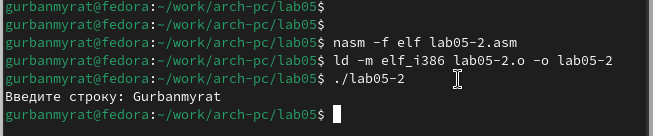 gurbanmyrat@fedora:~/work/arch-pc/lab05$
gurbanmyrat@fedora:~/work/arch-pc/lab05$
gurbanmyrat@fedora:~/work/arch-pc/lab05$ nasm -f elf lab05-2.asm
gurbanmyrat@fedora:~/work/arch-pc/lab05$ ld -m elf_i386 lab05-2.o -o lab05-2
gurbanmyrat@fedora:~/work/arch-pc/lab05$ ./lab05-2
Введите строку: Gurbanmyrat
gurbanmyrat@fedora:~/work/arch-pc/lab05$